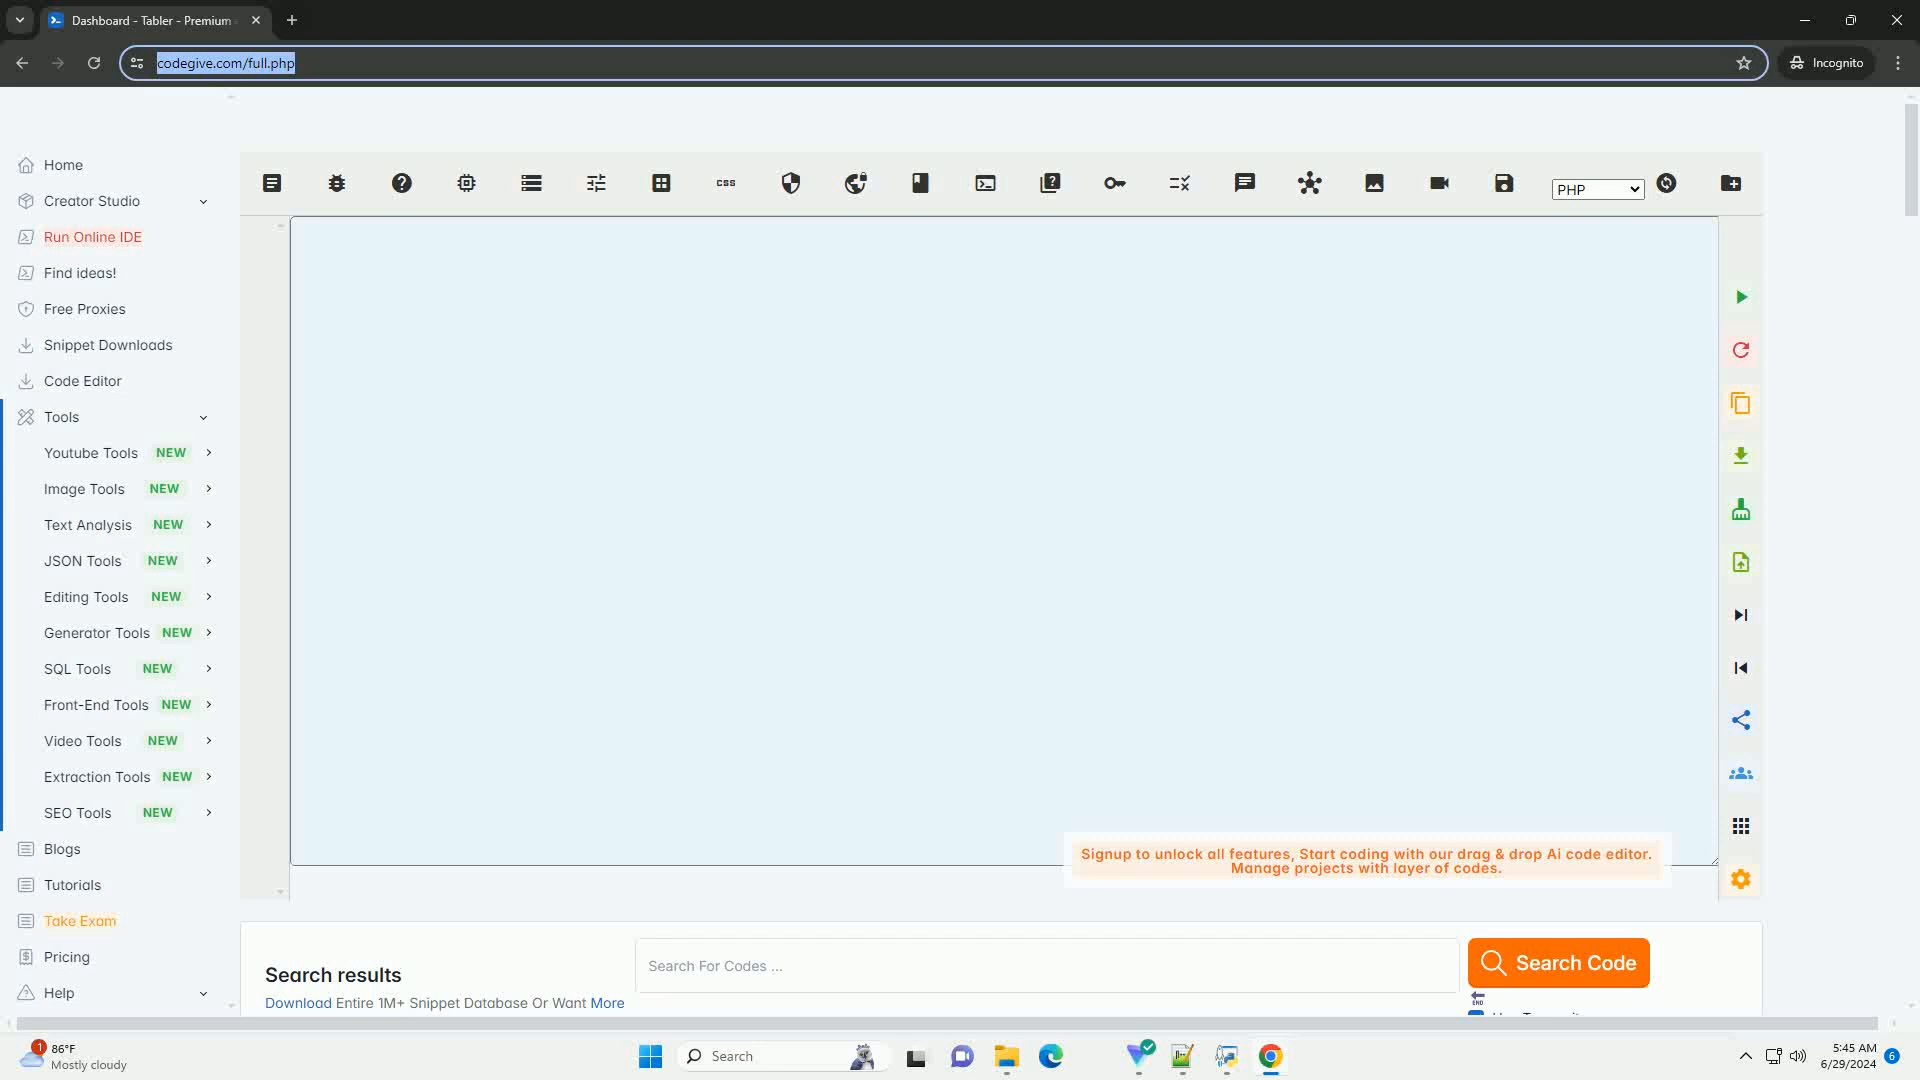 Dashboard - Tabler - Premium
codegive.com/full.php
Incognito
Home
Creator Studio
Run Online IDE
Find ideas!
Free Proxies
Snippet Downloads
Code Editor
Tools
Youtube Tools NEW
Image Tools NEW
Text Analysis NEW
JSON Tools NEW
Editing Tools NEW
Generator Tools NEW
SQL Tools NEW
Front-End Tools NEW
Video Tools NEW
Extraction Tools NEW
SEO Tools NEW
Blogs
Tutorials
Take Exam
Pricing
Help
css
PHP
Signup to unlock all features, Start coding with our drag & drop Ai code editor.
Manage projects with layer of codes.
Search results
Download Entire 1M+ Snippet Database Or Want More
Search For Codes ...
Search Code
END
1
86°F
Mostly cloudy
Search
5:45 AM
6/29/2024
6